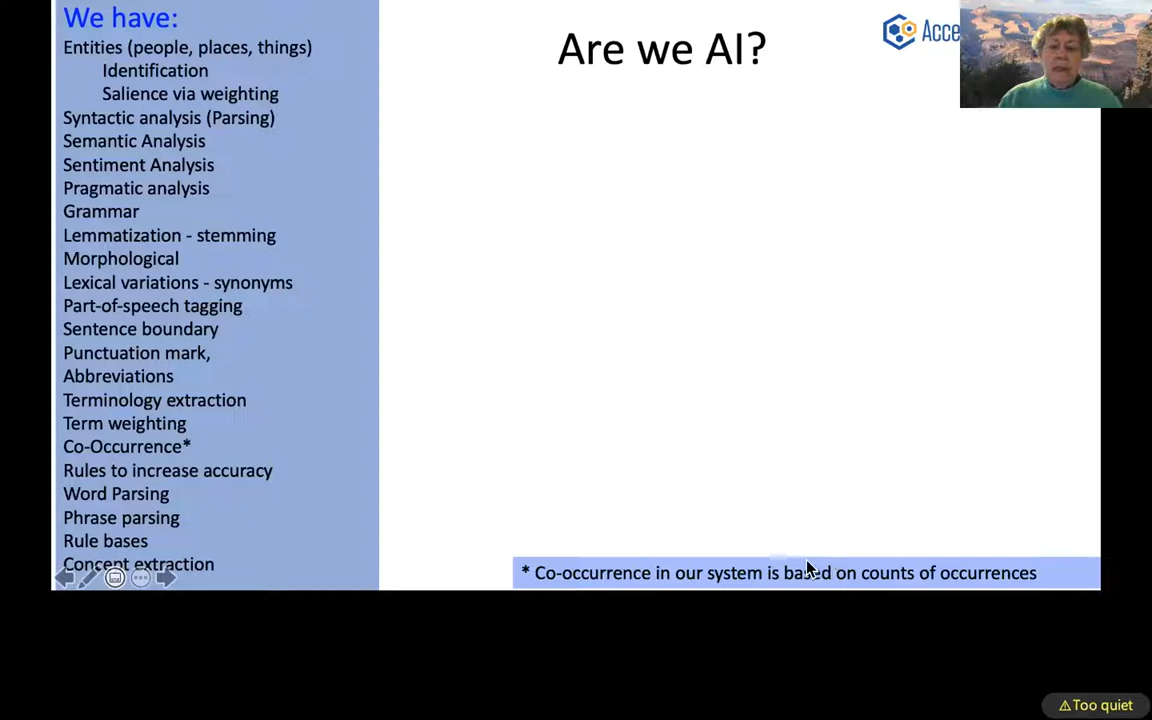 We have:
Entities (people, places, things)
Identification
Salience via weighting
Syntactic analysis (Parsing)
Semantic Analysis
Sentiment Analysis
Pragmatic analysis
Grammar
Lemmatization - stemming
Morphological
Lexical variations - synonyms
Part-of-speech tagging
Sentence boundary
Punctuation mark,
Abbreviations
Terminology extraction
Term weighting
Co-Occurrence*
Rules to increase accuracy
Word Parsing
Phrase parsing
Rule bases
Concept extraction
Are we AI?
Acce
* Co-occurrence in our system is based on counts of occurrences
⚠Too quiet